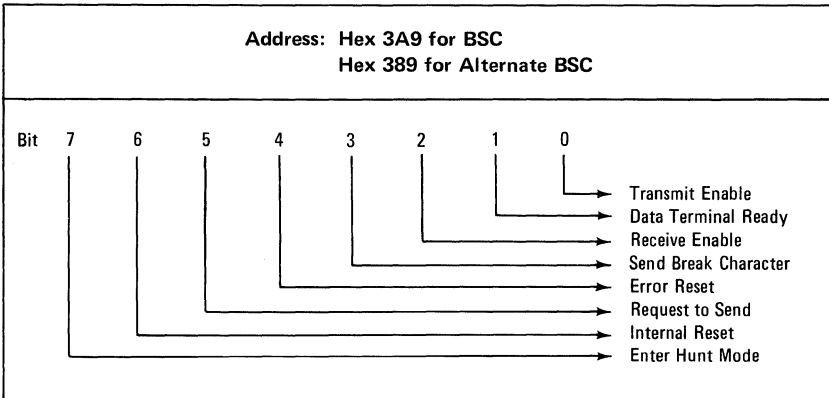 Address: Hex 3A9 for BSC
Hex 389 for Alternate BSC
Bit 7 6 5 4 3 2 1 0
Transmit Enable
Data Terminal Ready
Receive Enable
Send Break Character
Error Reset
Request to Send
Internal Reset
Enter Hunt Mode